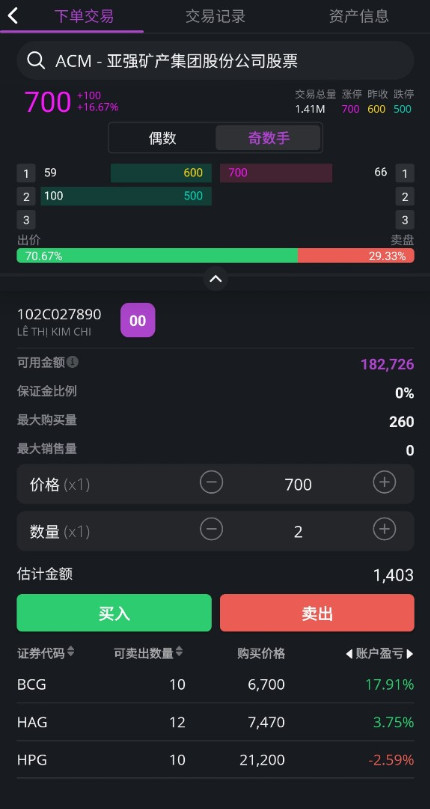 下单交易 交易记录 资产信息
ACM - 亚强矿产集团股份公司股票
700 +100 +16.67%
交易总量 涨停 昨收 跌停
1.41M 700 600 500
偶数 奇数手
1 59 600 700 66 1
2 100 500 2
3 3
出价 卖盘
70.67% 29.33%
102C027890
LÊ THỊ KIM CHI
00
可用金额 182,726
保证金比例 0%
最大购买量 260
最大销售量 0
价格 (x1) 700
数量 (x1) 2
估计金额 1,403
买入 卖出
证券代码 可卖出数量 购买价格 账户盈亏
BCG 10 6,700 17.91%
HAG 12 7,470 3.75%
HPG 10 21,200 -2.59%